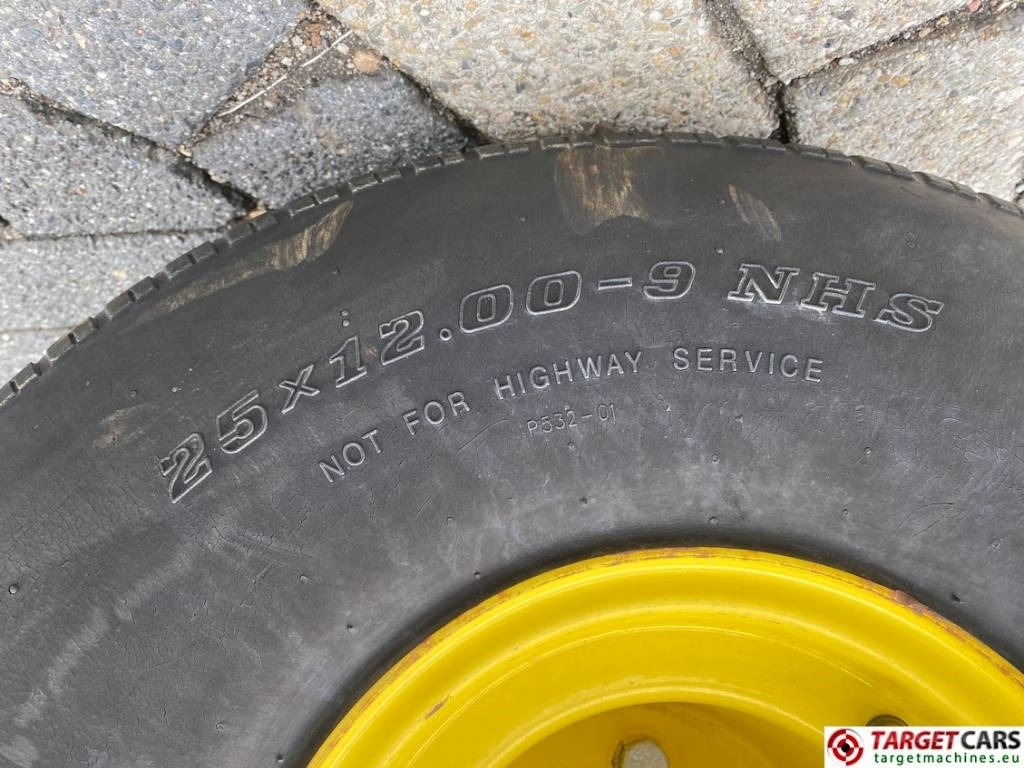 25x12.00-9 NHS
NOT FOR HIGHWAY SERVICE
P532-01
TARGETCARS
targetmachines.eu